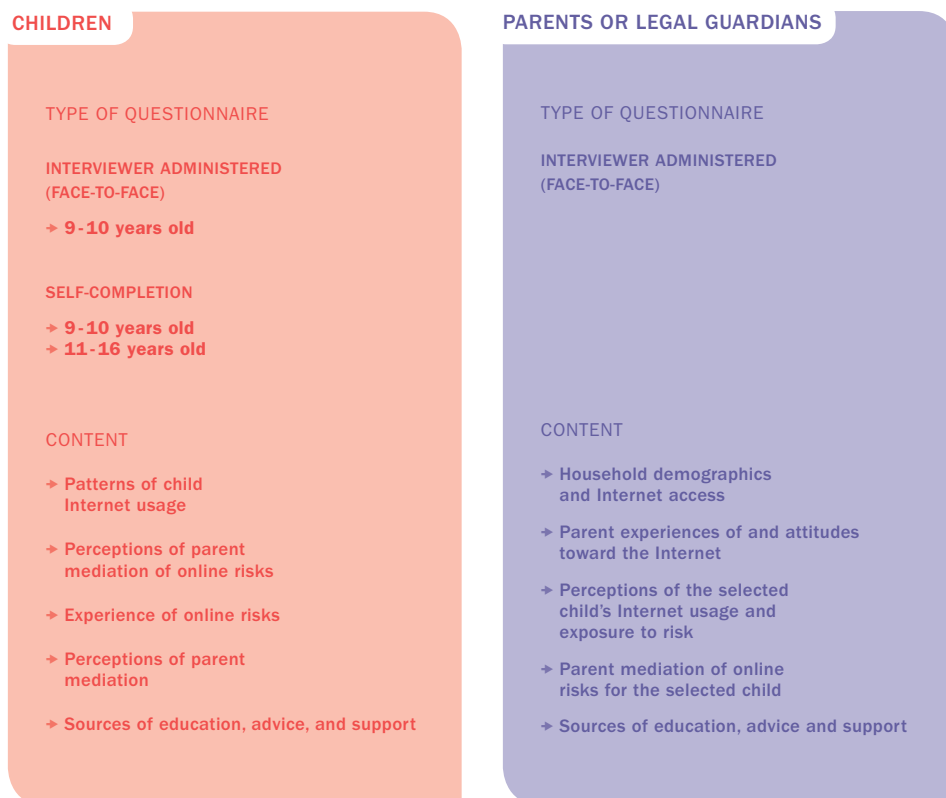 CHILDREN
TYPE OF QUESTIONNAIRE
INTERVIEWER ADMINISTERED
(FACE-TO-FACE)
→ 9-10 years old
SELF-COMPLETION
→ 9-10 years old
→ 11-16 years old
CONTENT
→ Patterns of child
Internet usage
→ Perceptions of parent
mediation of online risks
→ Experience of online risks
→ Perceptions of parent
mediation
→ Sources of education, advice, and support
PARENTS OR LEGAL GUARDIANS
TYPE OF QUESTIONNAIRE
INTERVIEWER ADMINISTERED
(FACE-TO-FACE)
CONTENT
→ Household demographics
and Internet access
→ Parent experiences of and attitudes
toward the Internet
→ Perceptions of the selected
child's Internet usage and
exposure to risk
→ Parent mediation of online
risks for the selected child
→ Sources of education, advice and support